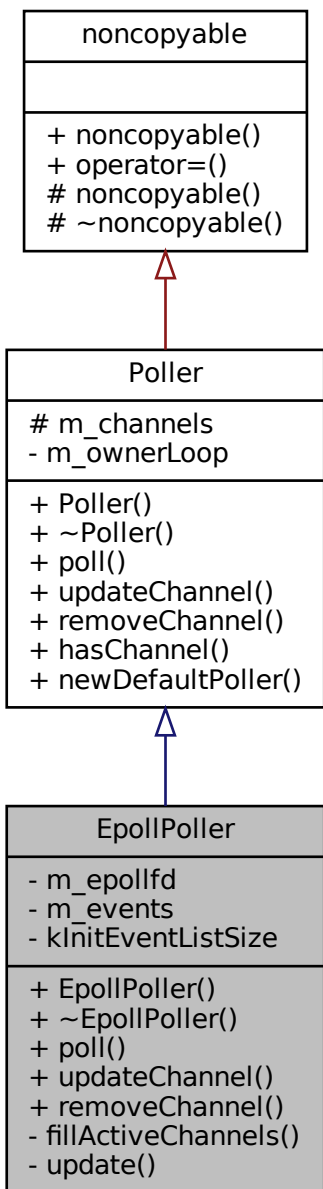 noncopyable
+ noncopyable()
+ operator=()
# noncopyable()
# ~noncopyable()
Poller
# m_channels
- m_ownerLoop
+ Poller()
+ ~Poller()
+ poll()
+ updateChannel()
+ removeChannel()
+ hasChannel()
+ newDefaultPoller()
EpollPoller
- m_epollfd
- m_events
- kInitEventListSize
+ EpollPoller()
+ ~EpollPoller()
+ poll()
+ updateChannel()
+ removeChannel()
- fillActiveChannels()
- update()